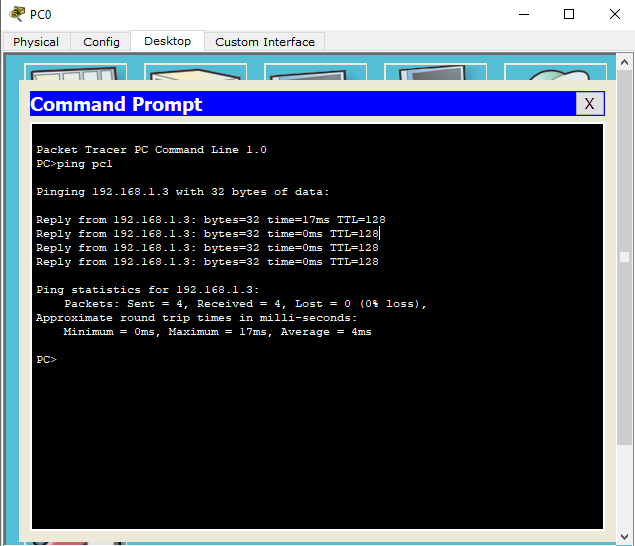 PC0
Physical Config Desktop Custom Interface
Command Prompt X
Packet Tracer PC Command Line 1.0
PC>ping pc1
Pinging 192.168.1.3 with 32 bytes of data:
Reply from 192.168.1.3: bytes=32 time=17ms TTL=128
Reply from 192.168.1.3: bytes=32 time=0ms TTL=128
Reply from 192.168.1.3: bytes=32 time=0ms TTL=128
Reply from 192.168.1.3: bytes=32 time=0ms TTL=128
Ping statistics for 192.168.1.3:
Packets: Sent = 4, Received = 4, Lost = 0 (0% loss),
Approximate round trip times in milli-seconds:
Minimum = 0ms, Maximum = 17ms, Average = 4ms
PC>